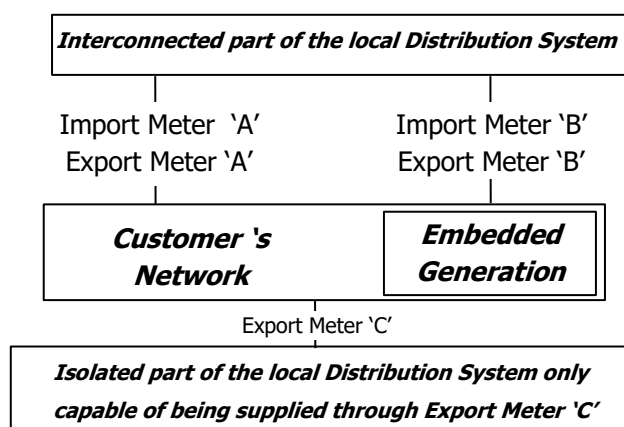 Interconnected part of the local Distribution System
Import Meter ‘A’
Export Meter ‘A’
Import Meter ‘B’
Export Meter ‘B’
Customer ‘s
Network
Embedded
Generation
Export Meter ‘C’
Isolated part of the local Distribution System only
capable of being supplied through Export Meter ‘C’